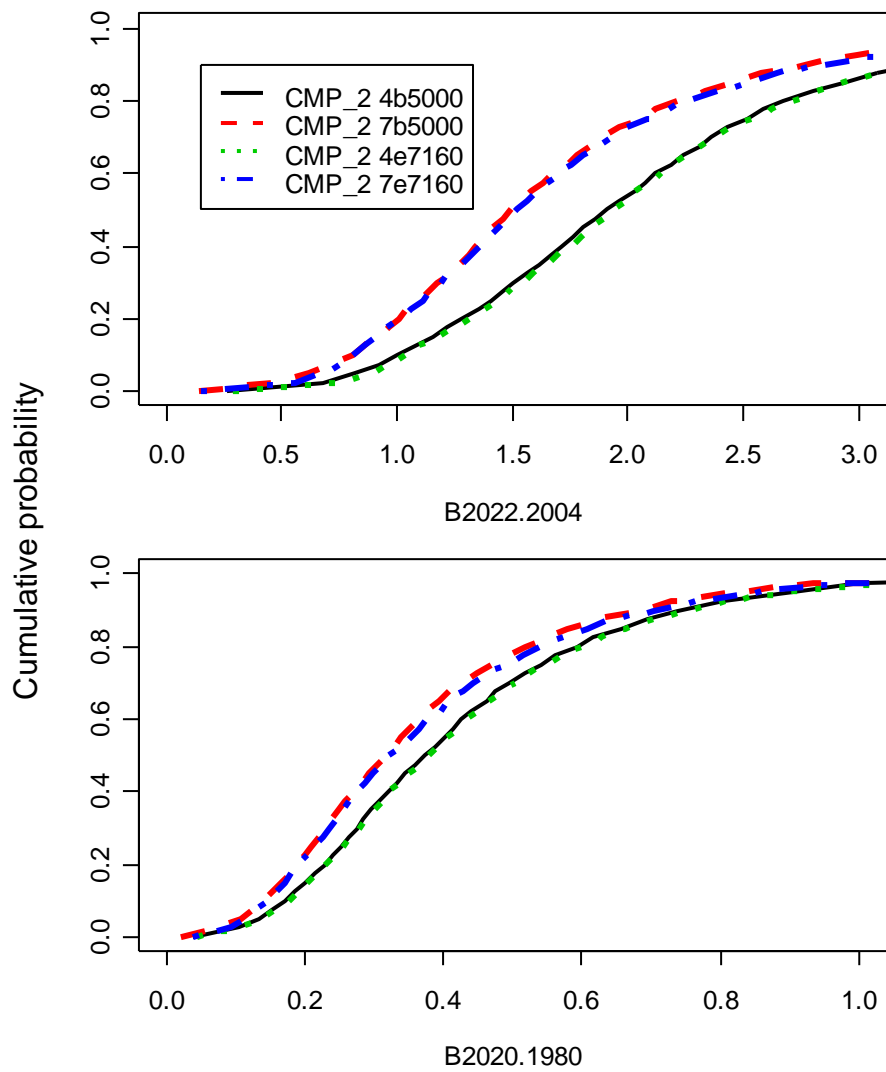 Cumulative probability
1.0
0.8
0.6
0.4
0.2
0.0
CMP_2 4b5000
CMP_2 7b5000
CMP_2 4e7160
CMP_2 7e7160
0.0 0.5 1.0 1.5 2.0 2.5 3.0
B2022.2004
1.0
0.8
0.6
0.4
0.2
0.0
0.0 0.2 0.4 0.6 0.8 1.0
B2020.1980